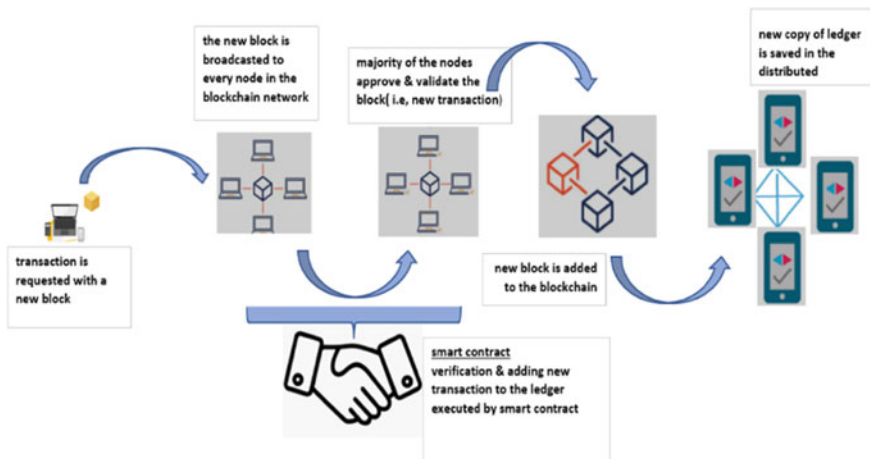 the new block is
broadcasted to
every node in the
blockchain network
majority of the nodes
approve & validate the
block( i.e, new transaction)
new copy of ledger
is saved in the
distributed
transaction is
requested with a
new block
new block is added
to the blockchain
smart contract
verification & adding new
transaction to the ledger
executed by smart contract